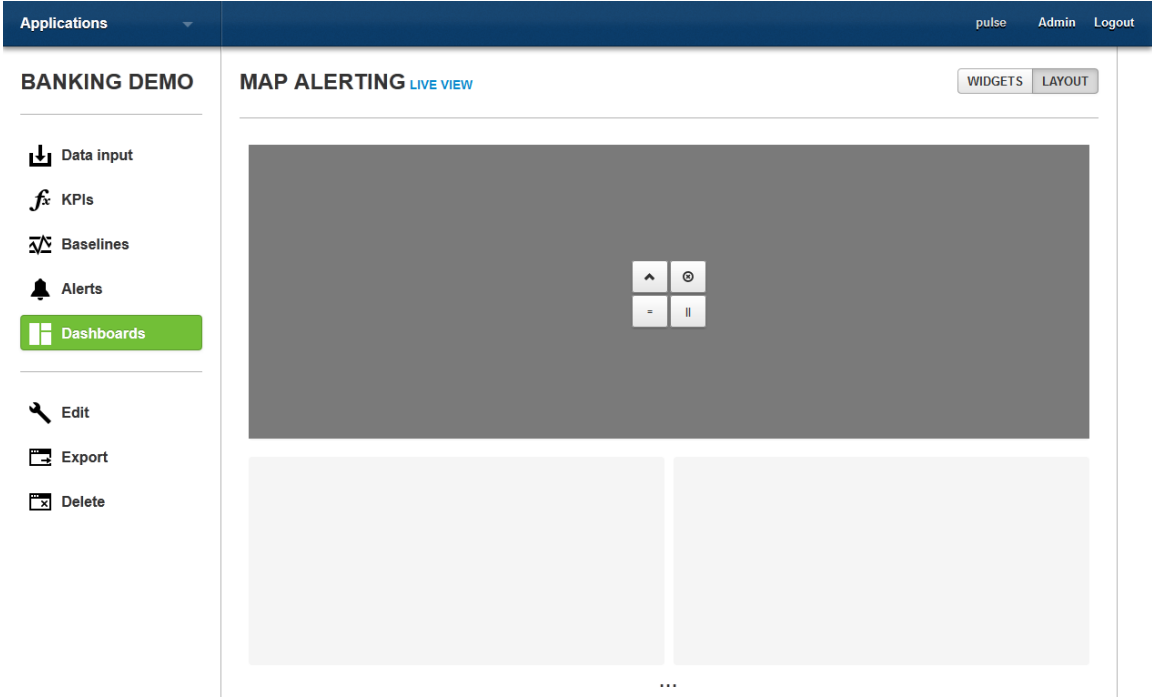 Applications
pulse Admin Logout
BANKING DEMO
MAP ALERTING LIVE VIEW
WIDGETS LAYOUT
Data input
KPIs
Baselines
Alerts
Dashboards
Edit
Export
Delete
=
||
...